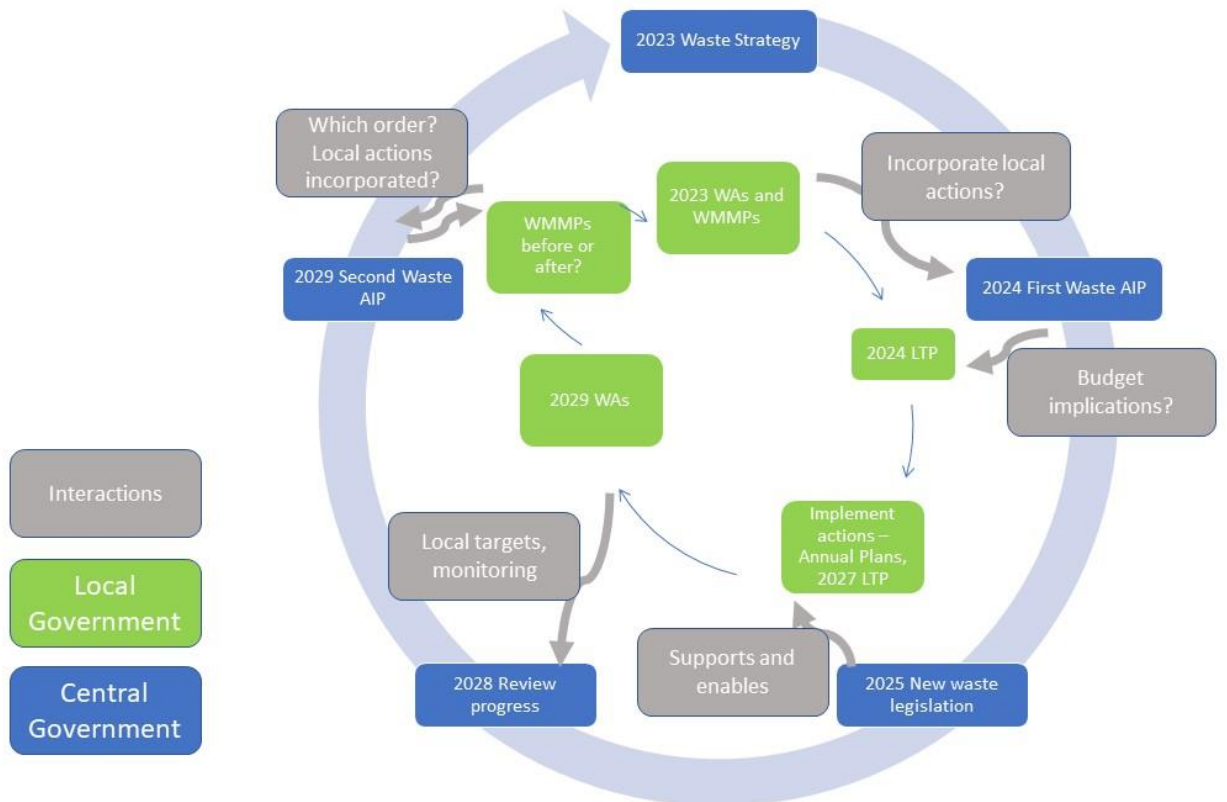 2023 Waste Strategy
Which order?
Local actions
incorporated?
Incorporate local
actions?
2023 WAs and
WMMPs
WMMPs
before or
after?
2029 Second Waste
AIP
2024 First Waste AIP
2024 LTP
Budget
implications?
2029 WAs
Interactions
Local targets,
monitoring
Implement
actions –
Annual Plans,
2027 LTP
Local
Government
Supports and
enables
2028 Review
progress
2025 New waste
legislation
Central
Government